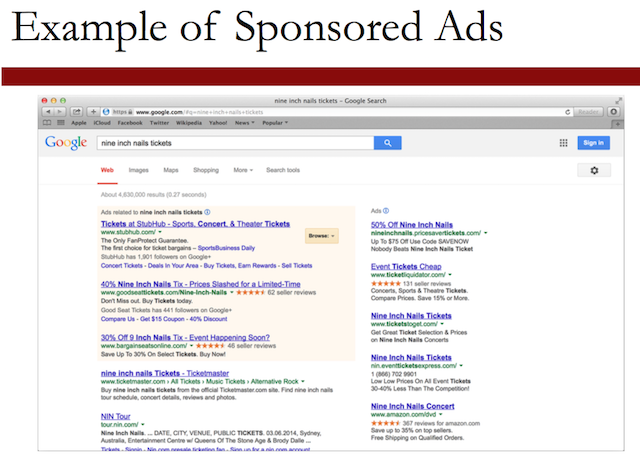 Example of Sponsored Ads
nine inch nails tickets - Google Search
https www.google.com/#q=nine+inch+nails+tickets
Reader
Apple iCloud Facebook Twitter Wikipedia Yahoo! News Popular
Google
nine inch nails tickets
Sign in
Web Images Maps Shopping More Search tools
About 4,630,000 results (0.27 seconds)
Ads related to nine inch nails tickets
Tickets at StubHub - Sports, Concert, & Theater Tickets
www.stubhub.com/
The Only FanProtect Guarantee.
The first choice for ticket bargains – SportsBusiness Daily
StubHub has 1,901 followers on Google+
Concert Tickets - Deals In Your Area - Buy Tickets, Earn Rewards - Sell Tickets
Browse:
40% Nine Inch Nails Tix - Prices Slashed for a Limited-Time
www.goodseattickets.com/Nine-Inch-Nails 62 seller reviews
Don't Miss out. Buy Tickets today.
Good Seat Tickets has 441 followers on Google+
Compare Us - Get $15 Coupon - 40% Discount
30% Off 9 Inch Nails Tix - Event Happening Soon?
www.bargainseatsonline.com/ 46 seller reviews
Save Up To 30% On Select Tickets. Buy Now!
nine inch nails tickets - Ticketmaster
www.ticketmaster.com › All Tickets › Music Tickets › Alternative Rock
Buy nine inch nails tickets from the official Ticketmaster.com site. Find nine inch nails
tour schedule, concert details, reviews and photos.
NIN Tour
tour.nin.com/
Nine Inch Nails. ... DATE, CITY, VENUE, PUBLIC TICKETS. 03.06.2014, Sydney,
Australia, Entertainment Centre w/ Queens Of The Stone Age & Brody Dalle ...
Tickets - Signin - Nin.com presale ticketing faq - Sign up for a nin.com account
Ads
50% Off Nine Inch Nails
nineinchnails.pricesavertickets.com/
Up To $75 Off Use Code SAVENOW
Nobody Beats Nine Inch Nails Ticket
Event Tickets Cheap
www.ticketliquidator.com/
131 seller reviews
Concerts, Sports & Theatre Tickets.
Compare Prices. Save 15% or More.
Nine Inch Nails Tickets
www.ticketstoget.com/
Get Great Ticket Selection & Prices
on Nine Inch Nails Concerts
Nine Inch Nails Tickets
nin.eventticketsexpress.com/
1 (866) 702 9901
Low Low Prices On All Event Tickets
30-40% Less Than The Competition!
Nine Inch Nails Concert
www.amazon.com/dvd
367 reviews for amazon.com
Save up to 35% on top sellers.
Free Shipping on Qualified Orders.